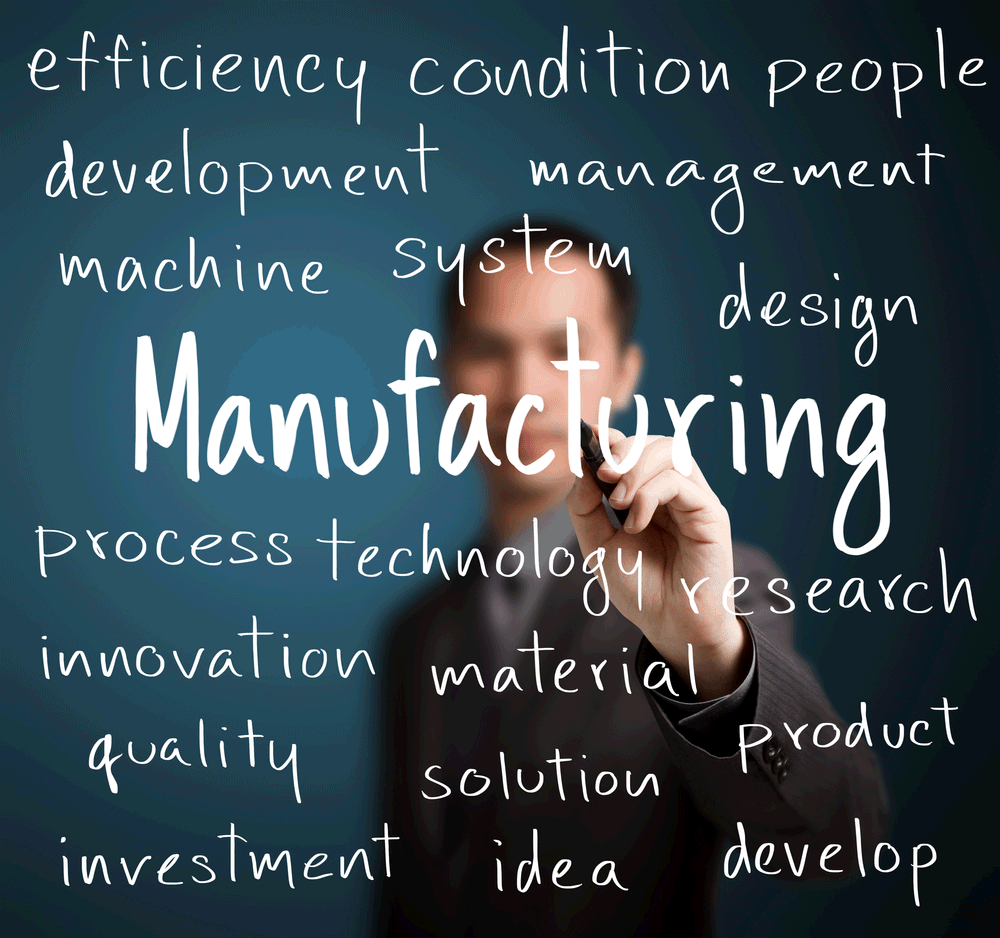 efficiency condition people
development management
machine system design
Manufacturing
process technology research
innovation material
quality solution product
investment idea develop